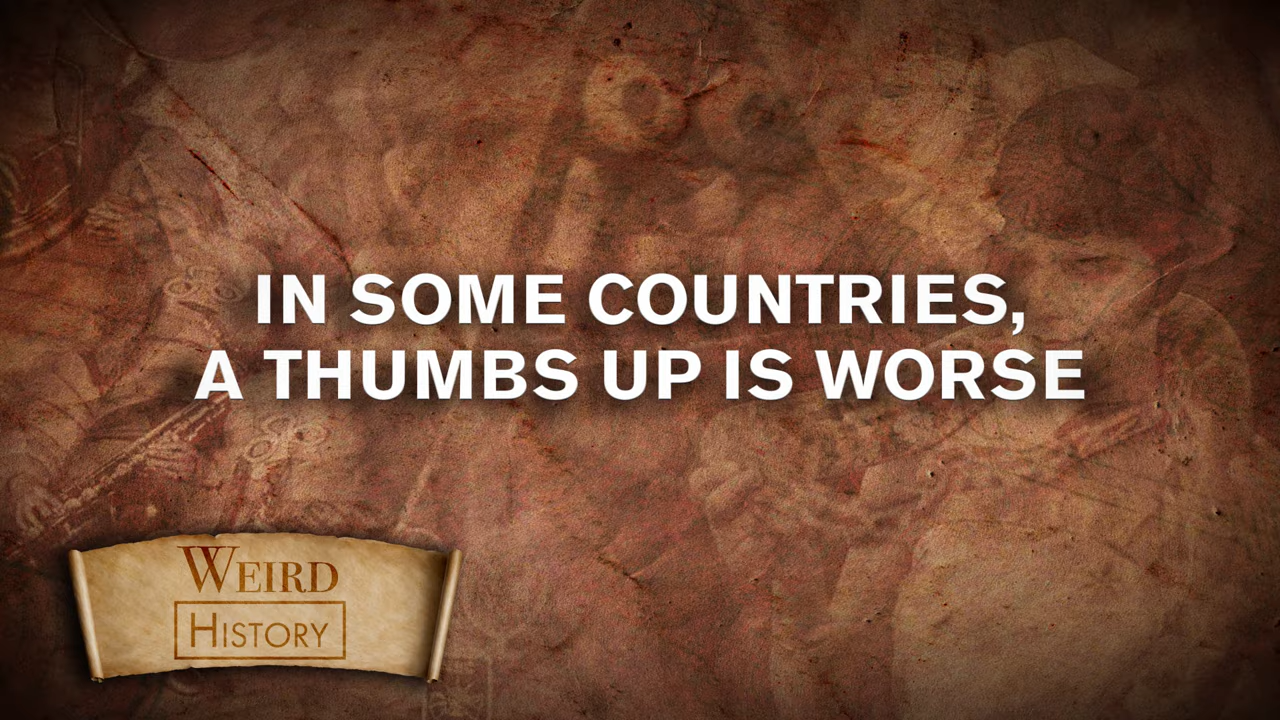 IN SOME COUNTRIES,
A THUMBS UP IS WORSE
WEIRD
HISTORY